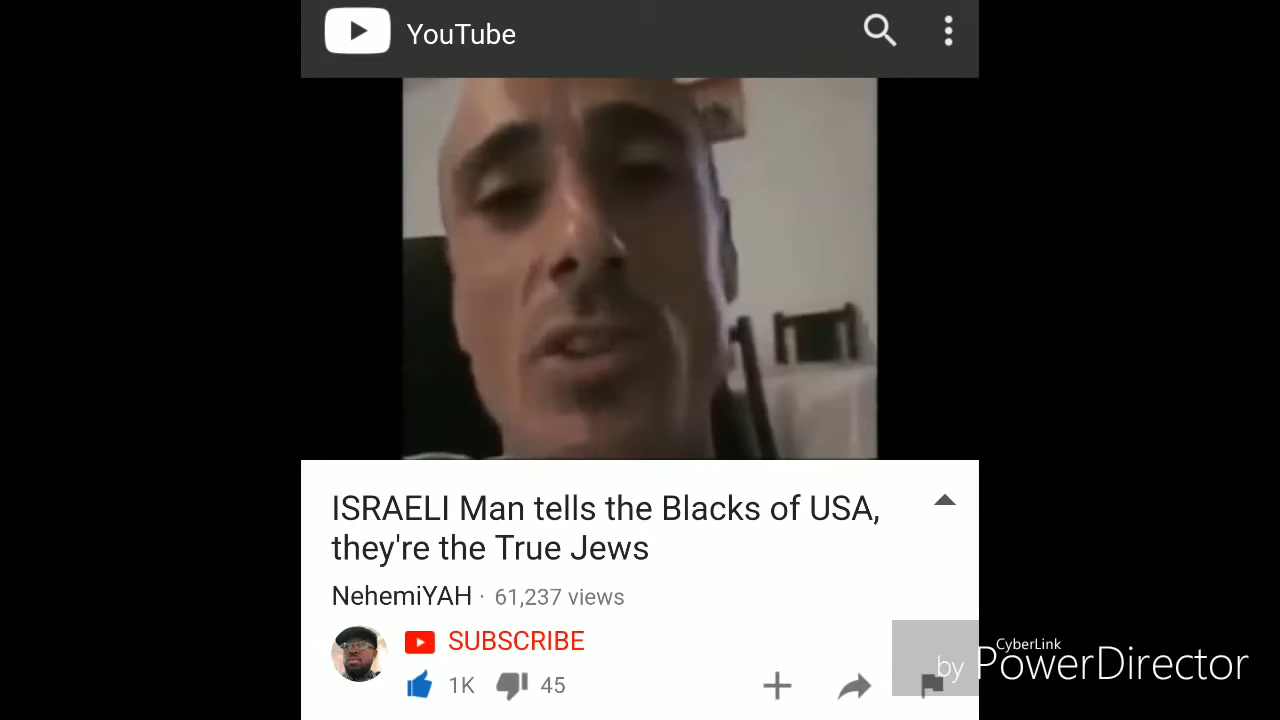 YouTube
ISRAELI Man tells the Blacks of USA,
they're the True Jews
NehemiYAH · 61,237 views
SUBSCRIBE
1K 45
CyberLink
by PowerDirector